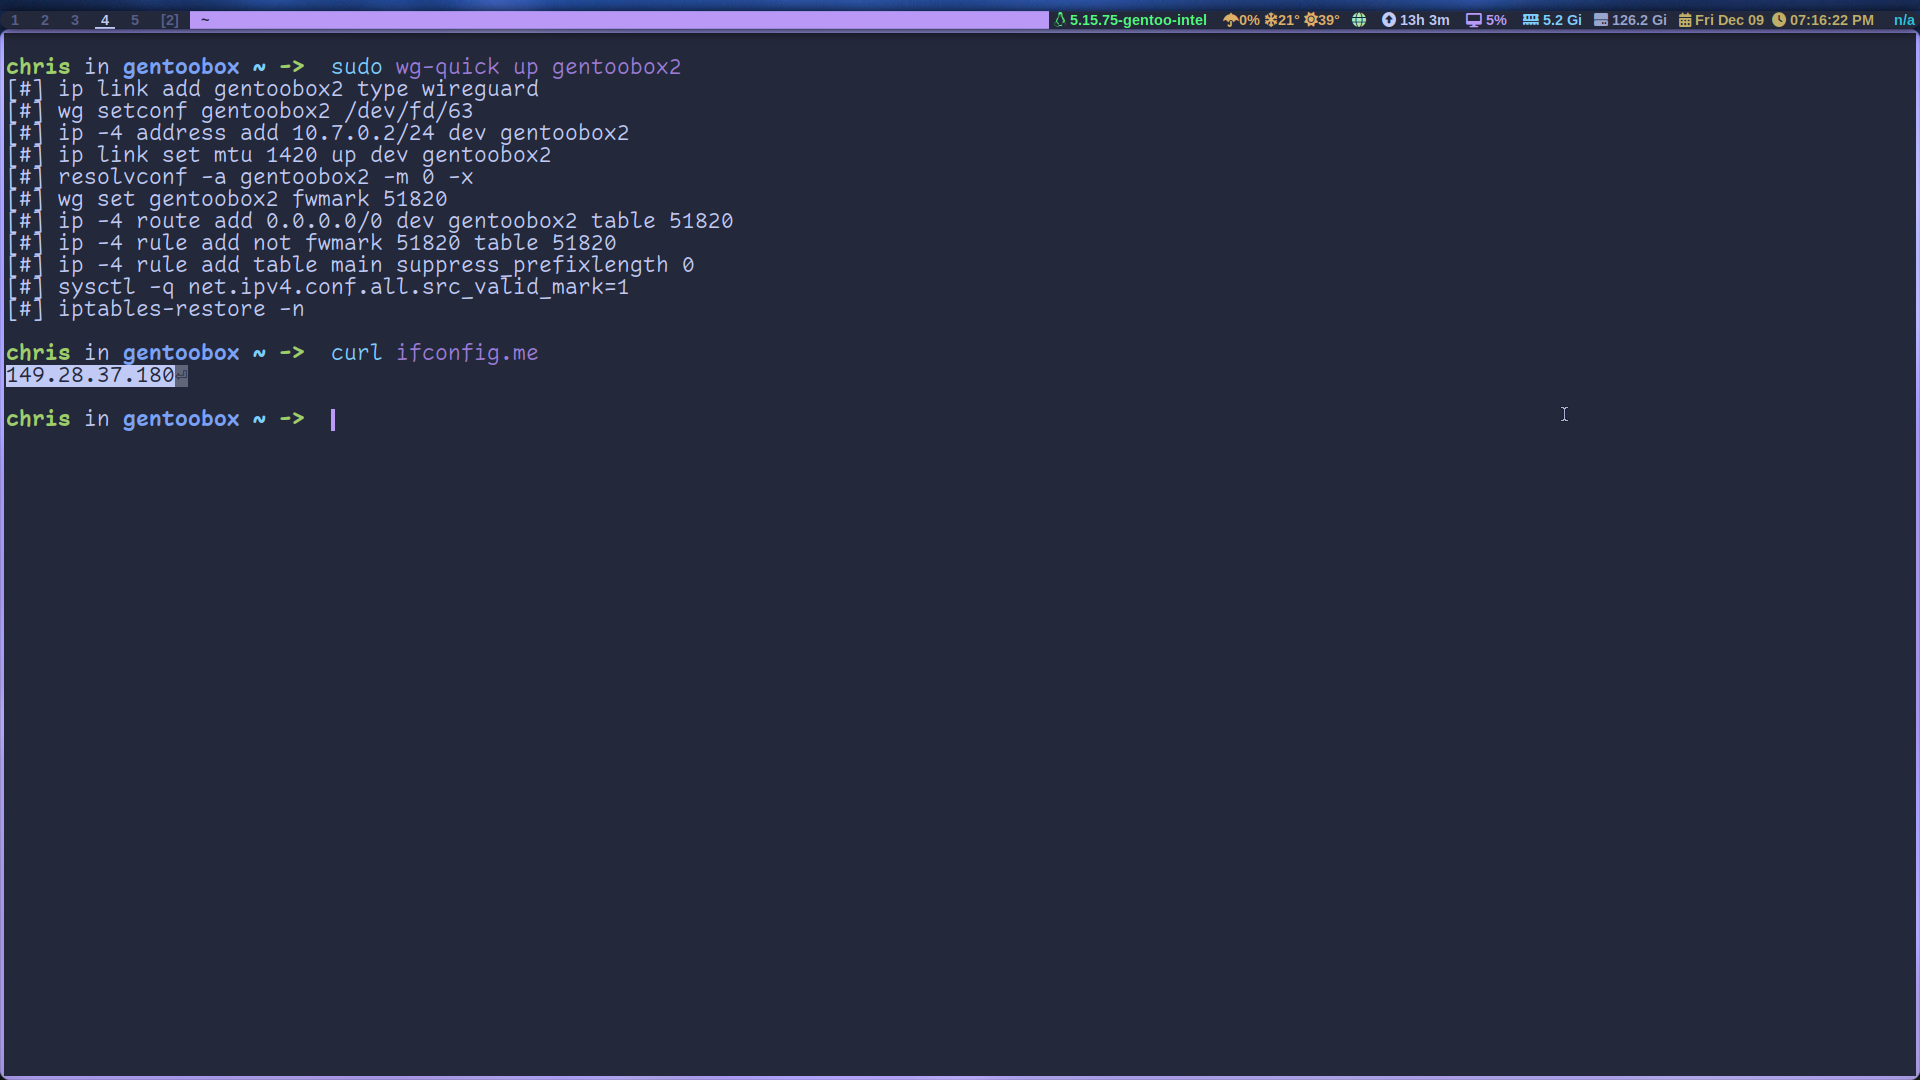 1 2 3 4 5 [2] ~ 5.15.75-gentoo-intel 0% 21° 39° 13h 3m 5% 5.2 Gi 126.2 Gi Fri Dec 09 07:16:22 PM n/a
chris in gentoobox ~ -> sudo wg-quick up gentoobox2
[#] ip link add gentoobox2 type wireguard
[#] wg setconf gentoobox2 /dev/fd/63
[#] ip -4 address add 10.7.0.2/24 dev gentoobox2
[#] ip link set mtu 1420 up dev gentoobox2
[#] resolvconf -a gentoobox2 -m 0 -x
[#] wg set gentoobox2 fwmark 51820
[#] ip -4 route add 0.0.0.0/0 dev gentoobox2 table 51820
[#] ip -4 rule add not fwmark 51820 table 51820
[#] ip -4 rule add table main suppress_prefixlength 0
[#] sysctl -q net.ipv4.conf.all.src_valid_mark=1
[#] iptables-restore -n
chris in gentoobox ~ -> curl ifconfig.me
149.28.37.180⏎
chris in gentoobox ~ ->